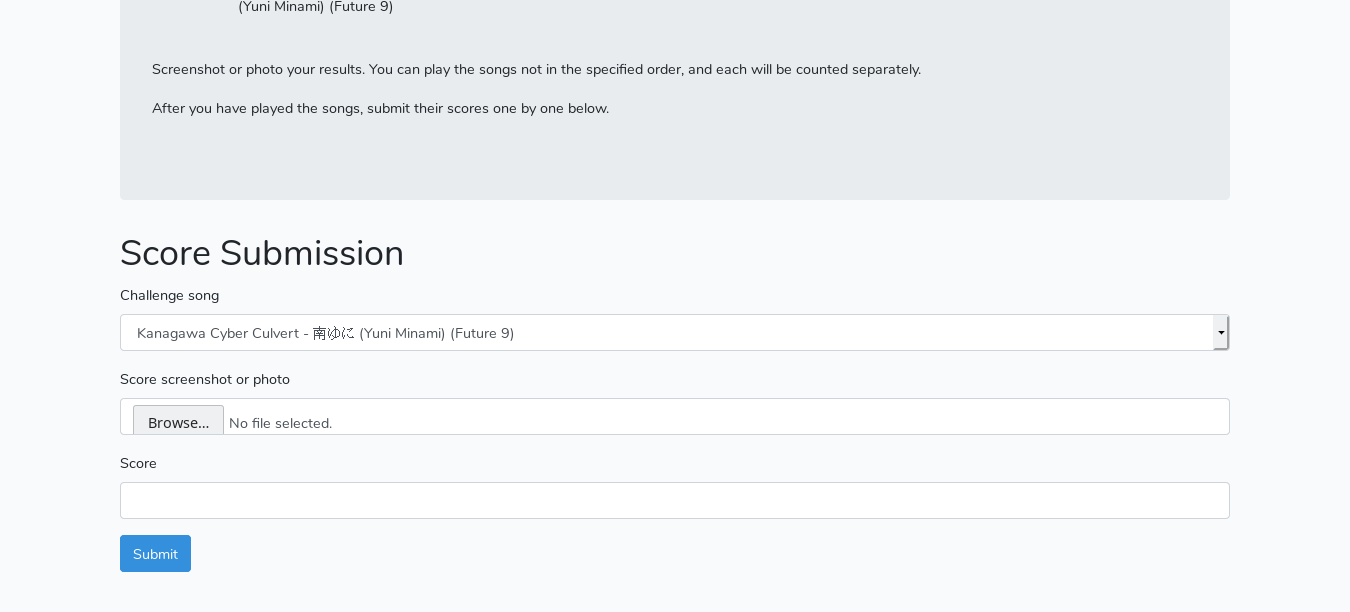 (Yuni Minami) (Future 9)
Screenshot or photo your results. You can play the songs not in the specified order, and each will be counted separately.
After you have played the songs, submit their scores one by one below.
Score Submission
Challenge song
Kanagawa Cyber Culvert - 南ゆに (Yuni Minami) (Future 9)
Score screenshot or photo
Browse... No file selected.
Score
Submit